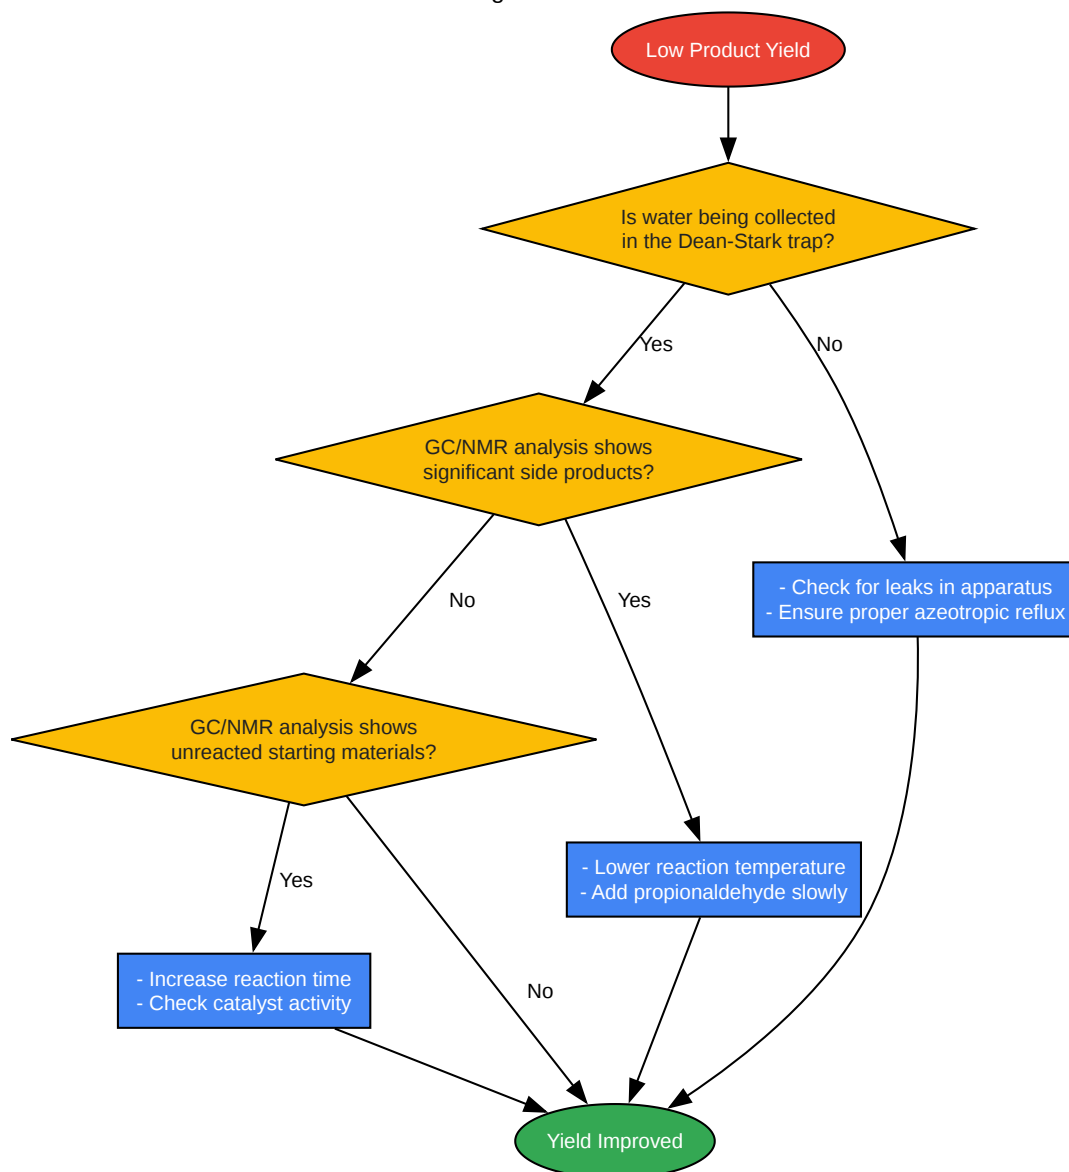 Low Product Yield
Is water being collected
in the Dean-Stark trap?
Yes
No
GC/NMR analysis shows
significant side products?
- Check for leaks in apparatus
- Ensure proper azeotropic reflux
No
Yes
GC/NMR analysis shows
unreacted starting materials?
- Lower reaction temperature
- Add propionaldehyde slowly
Yes
- Increase reaction time
- Check catalyst activity
No
Yield Improved